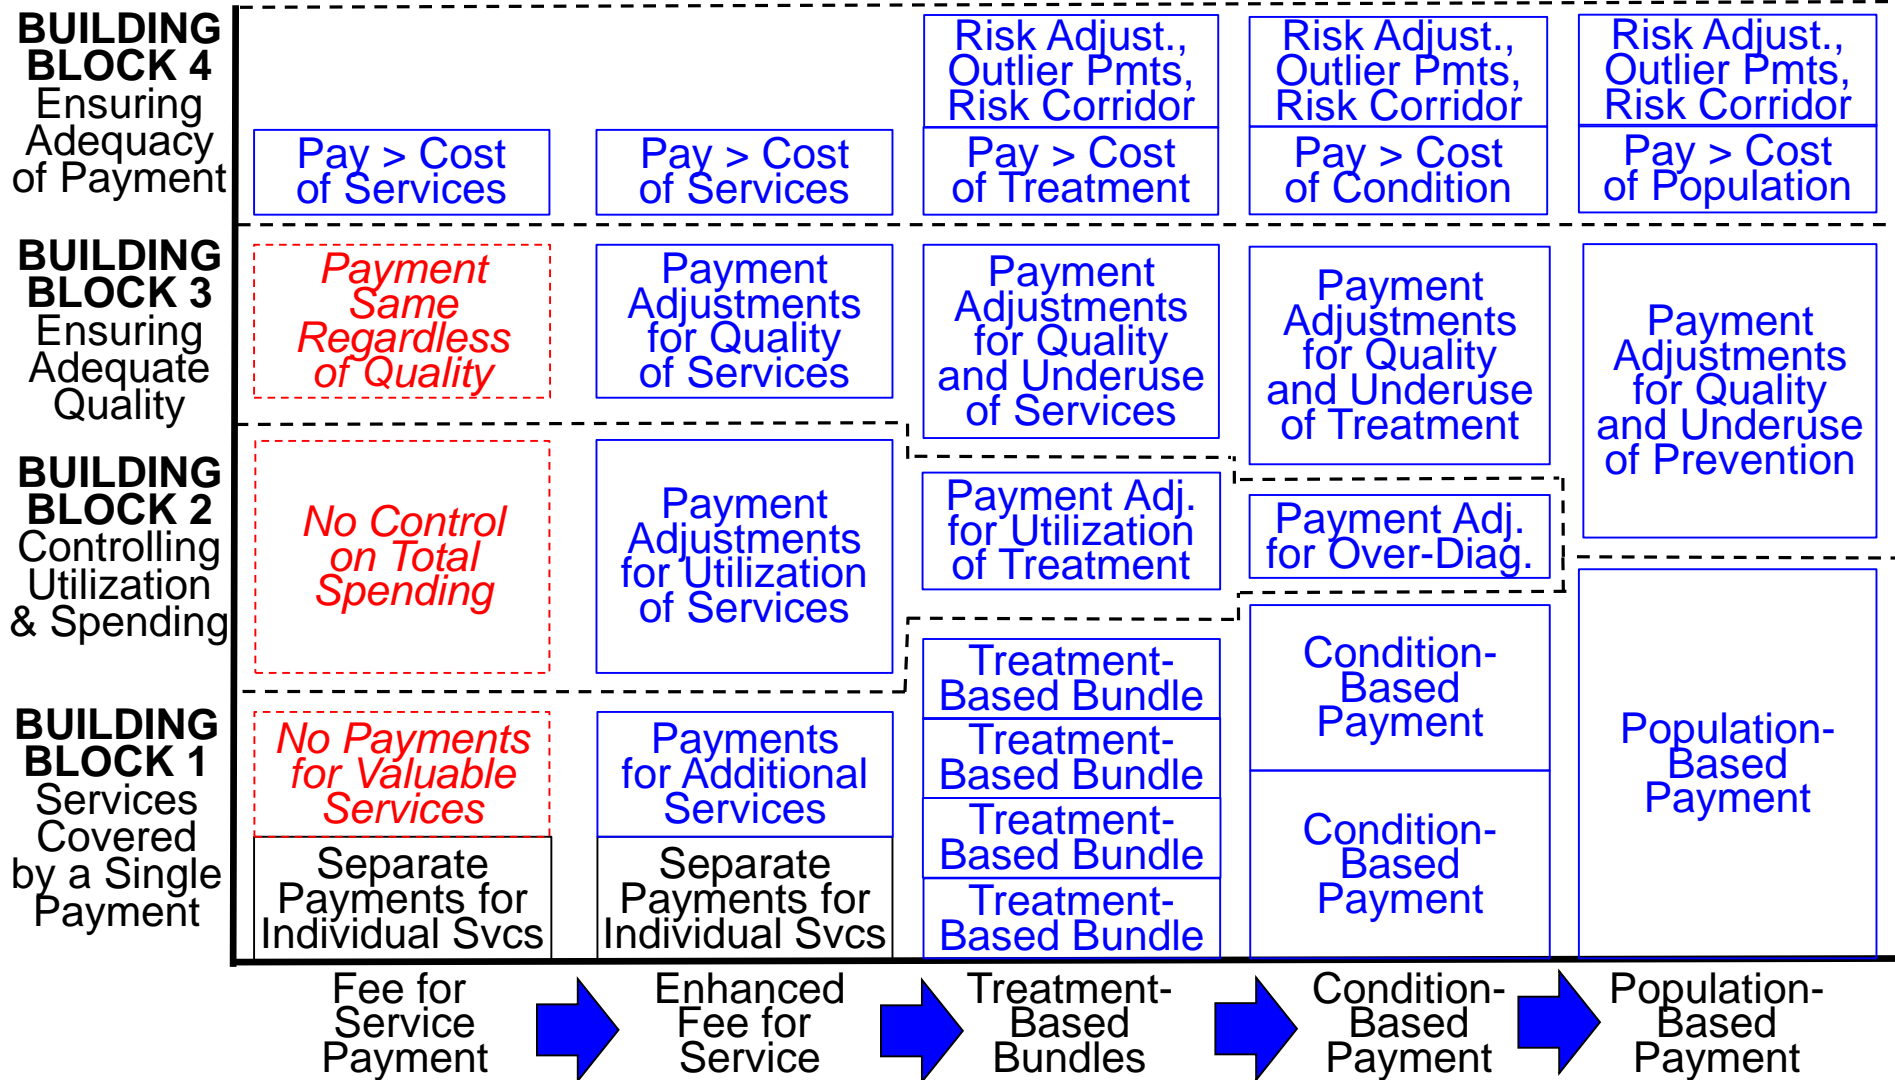 BUILDING
BLOCK 4
Ensuring
Adequacy
of Payment
Pay > Cost
of Services
Pay > Cost
of Services
Risk Adjust.,
Outlier Pmts,
Risk Corridor
Pay > Cost
of Treatment
Risk Adjust.,
Outlier Pmts,
Risk Corridor
Pay > Cost
of Condition
Risk Adjust.,
Outlier Pmts,
Risk Corridor
Pay > Cost
of Population
BUILDING
BLOCK 3
Ensuring
Adequate
Quality
Payment
Same
Regardless
of Quality
Payment
Adjustments
for Quality
of Services
Payment
Adjustments
for Quality
and Underuse
of Services
Payment
Adjustments
for Quality
and Underuse
of Treatment
Payment
Adjustments
for Quality
and Underuse
of Prevention
BUILDING
BLOCK 2
Controlling
Utilization
& Spending
No Control
on Total
Spending
Payment
Adjustments
for Utilization
of Services
Payment Adj.
for Utilization
of Treatment
Payment Adj.
for Over-Diag.
BUILDING
BLOCK 1
Services
Covered
by a Single
Payment
No Payments
for Valuable
Services
Separate
Payments for
Individual Svcs
Payments
for Additional
Services
Separate
Payments for
Individual Svcs
Treatment-
Based Bundle
Treatment-
Based Bundle
Treatment-
Based Bundle
Treatment-
Based Bundle
Condition-
Based
Payment
Condition-
Based
Payment
Population-
Based
Payment
Fee for
Service
Payment
Enhanced
Fee for
Service
Treatment-
Based
Bundles
Condition-
Based
Payment
Population-
Based
Payment